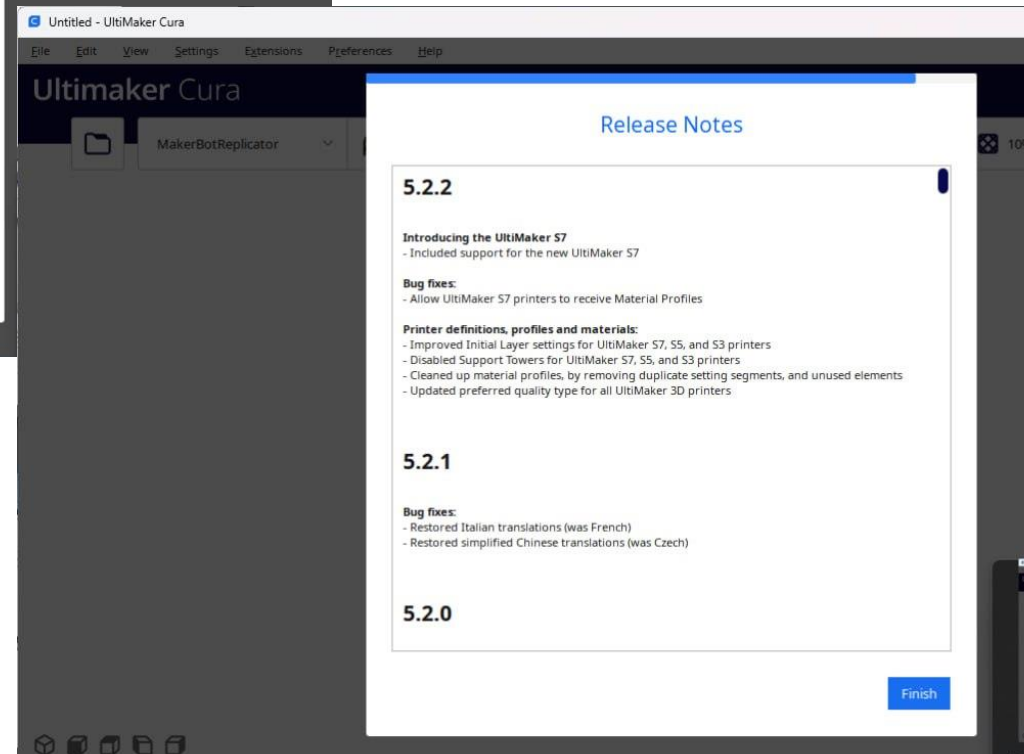 Untitled - UltiMaker Cura
File Edit View Settings Extensions Preferences Help
Ultimaker Cura
MakerBotReplicator
Release Notes
5.2.2
Introducing the UltiMaker S7
- Included support for the new UltiMaker S7
Bug fixes:
- Allow UltiMaker S7 printers to receive Material Profiles
Printer definitions, profiles and materials:
- Improved Initial Layer settings for UltiMaker S7, S5, and S3 printers
- Disabled Support Towers for UltiMaker S7, S5, and S3 printers
- Cleaned up material profiles, by removing duplicate setting segments, and unused elements
- Updated preferred quality type for all UltiMaker 3D printers
5.2.1
Bug fixes:
- Restored Italian translations (was French)
- Restored simplified Chinese translations (was Czech)
5.2.0
Finish